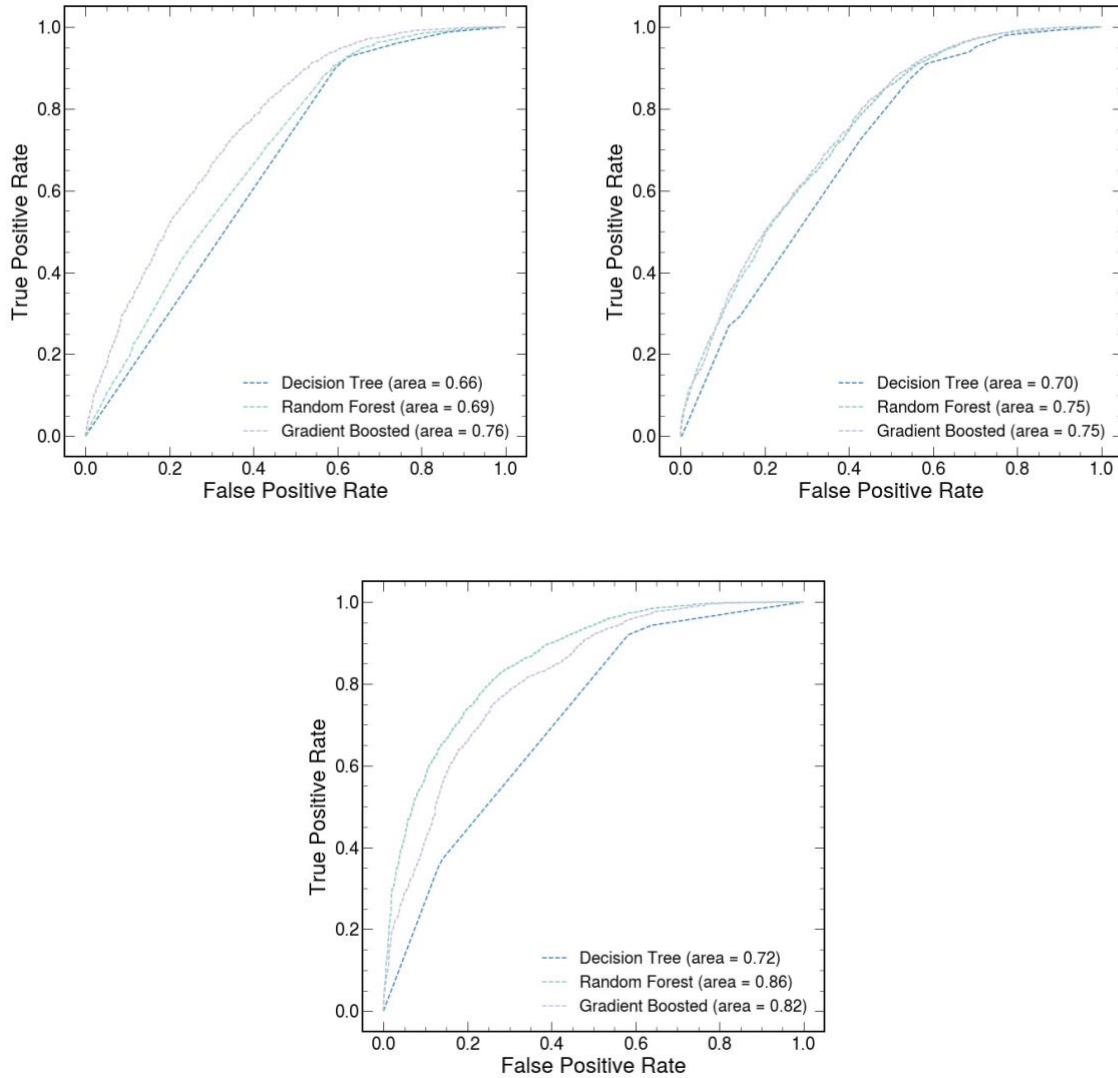 1.0
0.8
0.6
0.4
0.2
0.0
True Positive Rate
Decision Tree (area = 0.66)
Random Forest (area = 0.69)
Gradient Boosted (area = 0.76)
0.0 0.2 0.4 0.6 0.8 1.0
False Positive Rate
1.0
0.8
0.6
0.4
0.2
0.0
True Positive Rate
Decision Tree (area = 0.70)
Random Forest (area = 0.75)
Gradient Boosted (area = 0.75)
0.0 0.2 0.4 0.6 0.8 1.0
False Positive Rate
1.0
0.8
0.6
0.4
0.2
0.0
True Positive Rate
Decision Tree (area = 0.72)
Random Forest (area = 0.86)
Gradient Boosted (area = 0.82)
0.0 0.2 0.4 0.6 0.8 1.0
False Positive Rate